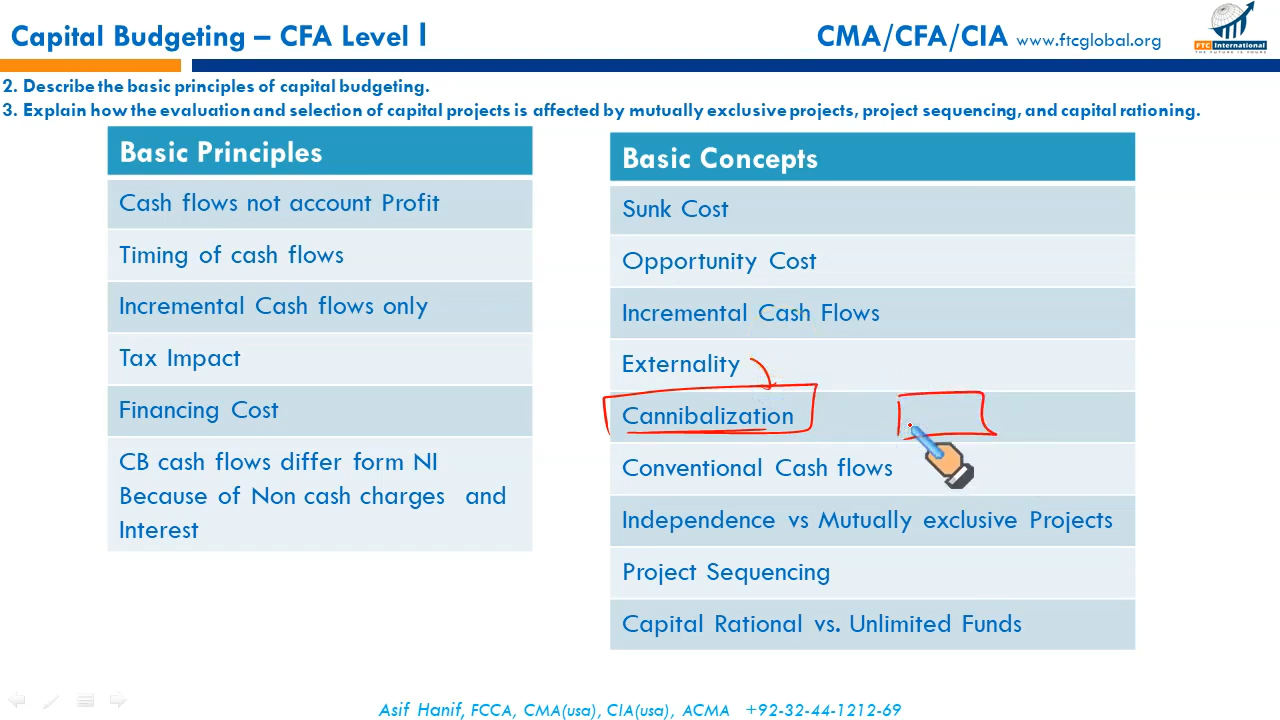 Capital Budgeting – CFA Level I
CMA/CFA/CIA www.ftcglobal.org
FTC International
THE FUTURE IS YOURS
2. Describe the basic principles of capital budgeting.
3. Explain how the evaluation and selection of capital projects is affected by mutually exclusive projects, project sequencing, and capital rationing.
Basic Principles
Cash flows not account Profit
Timing of cash flows
Incremental Cash flows only
Tax Impact
Financing Cost
CB cash flows differ form NI
Because of Non cash charges and
Interest
Basic Concepts
Sunk Cost
Opportunity Cost
Incremental Cash Flows
Externality
Cannibalization
Conventional Cash flows
Independence vs Mutually exclusive Projects
Project Sequencing
Capital Rational vs. Unlimited Funds
Asif Hanif, FCCA, CMA(usa), CIA(usa), ACMA +92-32-44-1212-69